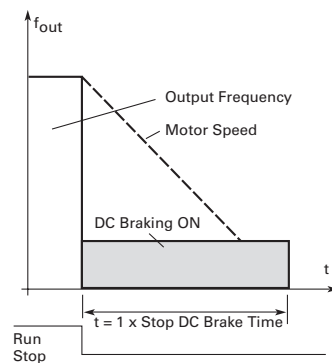 fout
Output Frequency
Motor Speed
DC Braking ON
t
t = 1 x Stop DC Brake Time
Run
Stop